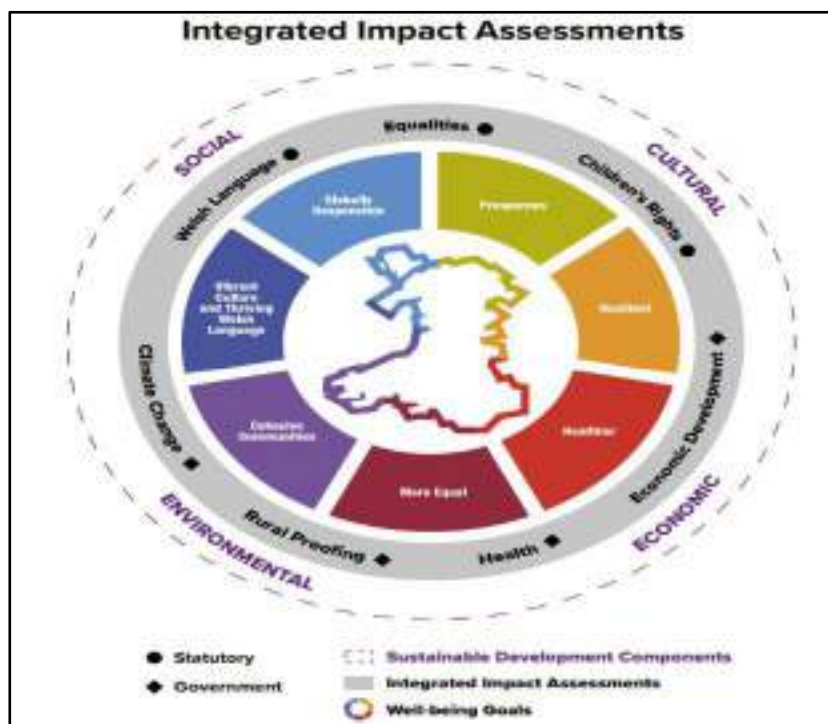 Integrated Impact Assessments
SOCIAL
CULTURAL
ENVIRONMENTAL
ECONOMIC
Equalities
Children's Rights
Economic Development
Health
Rural Proofing
Climate Change
Welsh Language
Globally
Responsible
Prosperous
Resilient
Healthier
More Equal
Cohesive
Communities
Vibrant
Culture
and Thriving
Welsh
Language
Statutory
Government
Sustainable Development Components
Integrated Impact Assessments
Well-being Goals